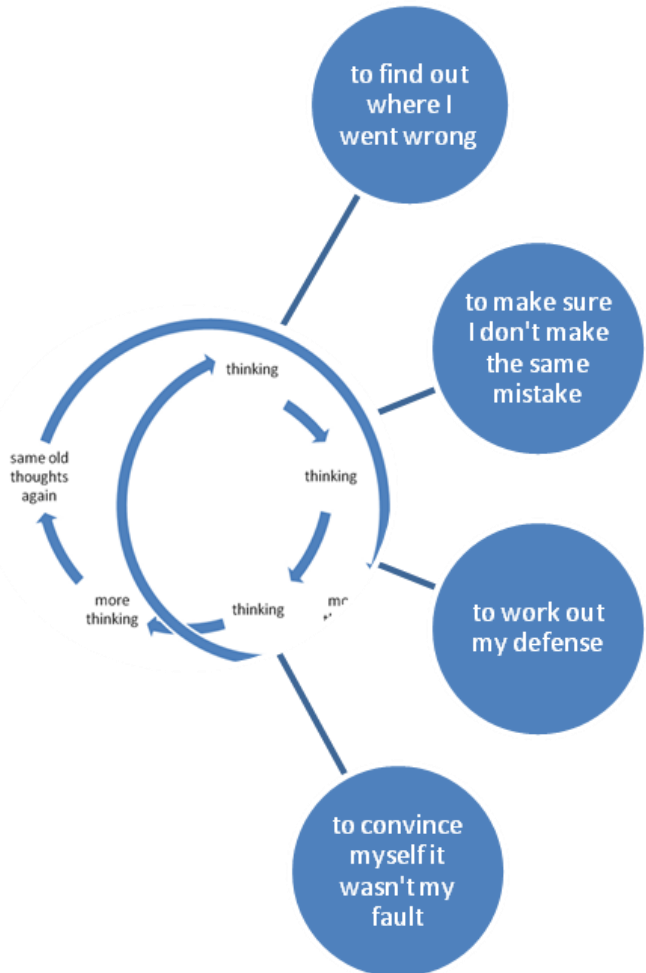 to find out
where I
went wrong
to make sure
I don't make
the same
mistake
thinking
same old
thoughts
again
thinking
more
thinking
thinking
to work out
my defense
to convince
myself it
wasn't my
fault